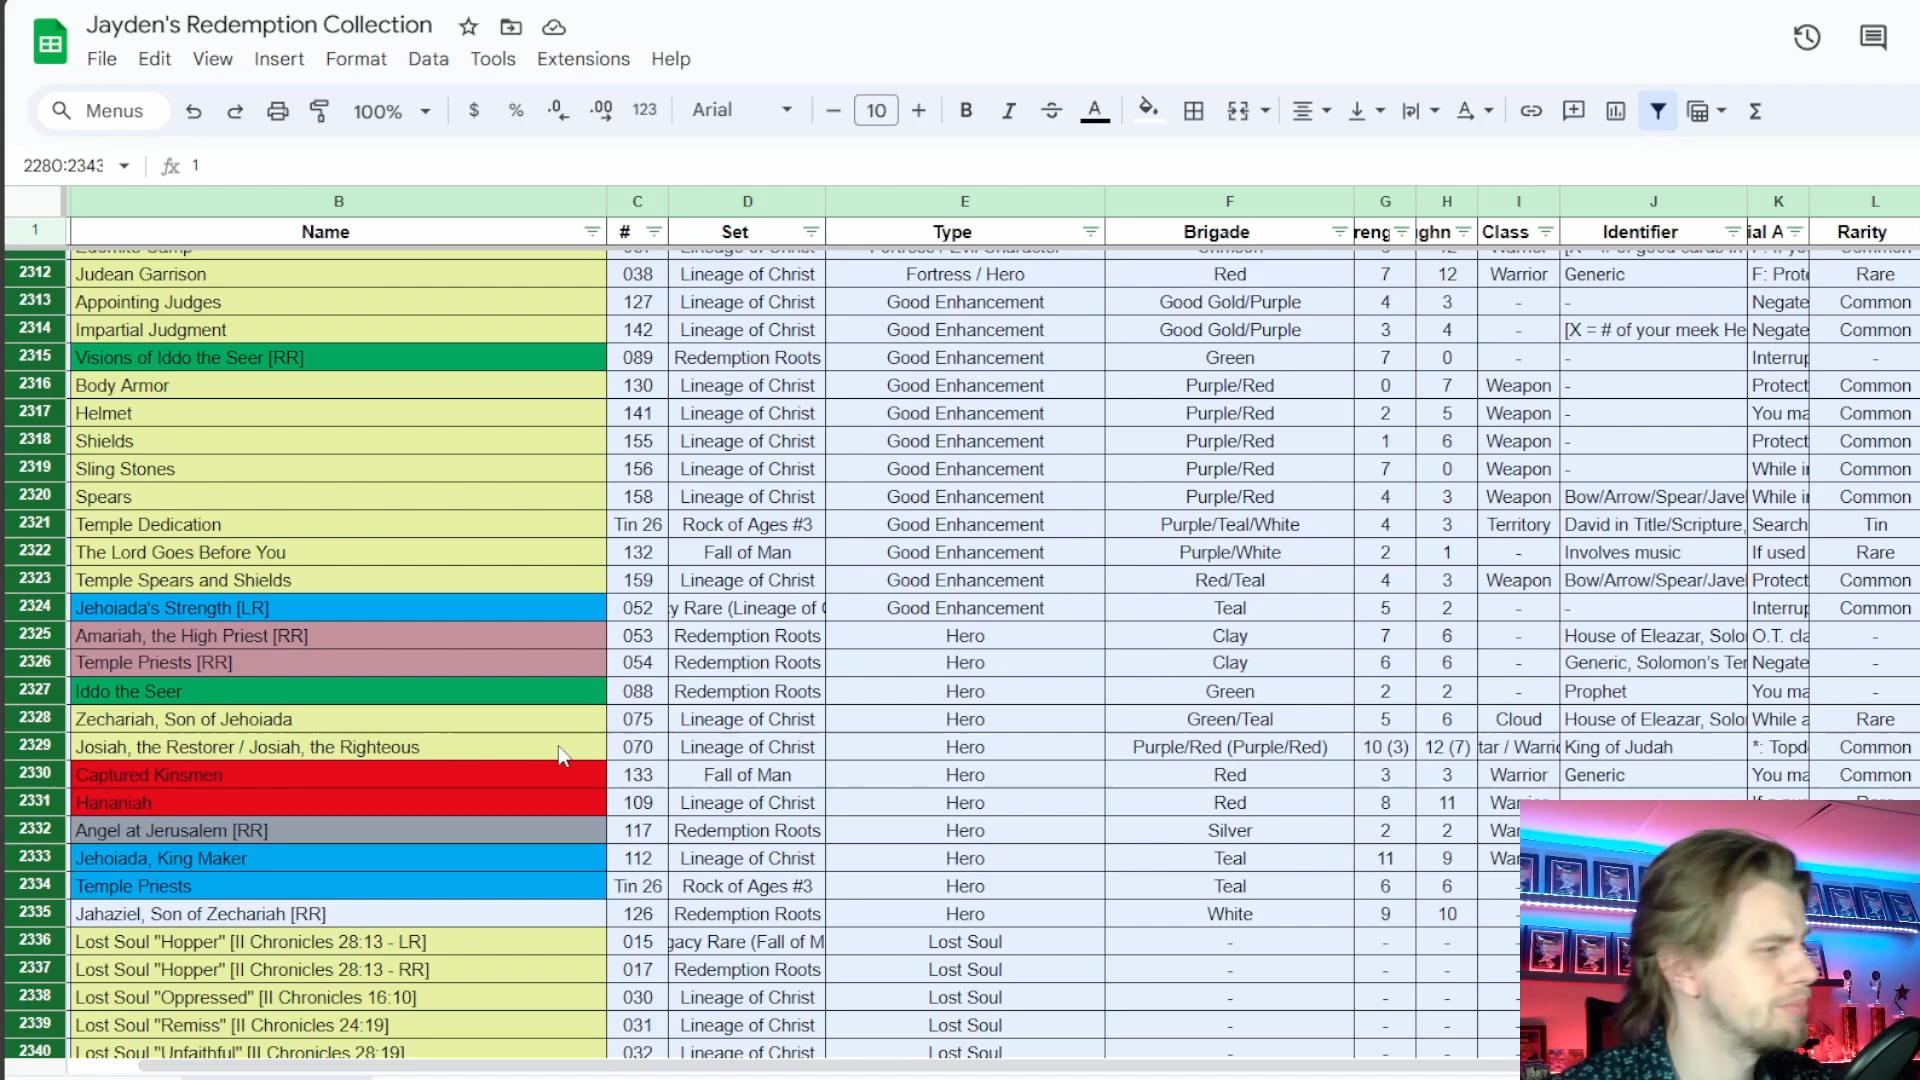 Jayden's Redemption Collection
File Edit View Insert Format Data Tools Extensions Help
Menus 100% $ % .0 .00 123 Arial 10 B I A
2280:2343 fx 1
B C D E F G H I J K L
1 Name # Set Type Brigade reng ughn Class Identifier ial A Rarity
2312 Judean Garrison 038 Lineage of Christ Fortress / Hero Red 7 12 Warrior Generic F: Prote Rare
2313 Appointing Judges 127 Lineage of Christ Good Enhancement Good Gold/Purple 4 3 - - Negate Common
2314 Impartial Judgment 142 Lineage of Christ Good Enhancement Good Gold/Purple 3 4 - [X = # of your meek He Negate Common
2315 Visions of Iddo the Seer [RR] 089 Redemption Roots Good Enhancement Green 7 0 - - Interrup -
2316 Body Armor 130 Lineage of Christ Good Enhancement Purple/Red 0 7 Weapon - Protect Common
2317 Helmet 141 Lineage of Christ Good Enhancement Purple/Red 2 5 Weapon - You ma Common
2318 Shields 155 Lineage of Christ Good Enhancement Purple/Red 1 6 Weapon - Protect Common
2319 Sling Stones 156 Lineage of Christ Good Enhancement Purple/Red 7 0 Weapon - While in Common
2320 Spears 158 Lineage of Christ Good Enhancement Purple/Red 4 3 Weapon Bow/Arrow/Spear/Javel While in Common
2321 Temple Dedication Tin 26 Rock of Ages #3 Good Enhancement Purple/Teal/White 4 3 Territory David in Title/Scripture, Search Tin
2322 The Lord Goes Before You 132 Fall of Man Good Enhancement Purple/White 2 1 - Involves music If used Rare
2323 Temple Spears and Shields 159 Lineage of Christ Good Enhancement Red/Teal 4 3 Weapon Bow/Arrow/Spear/Javel Protect Common
2324 Jehoiada's Strength [LR] 052 y Rare (Lineage of C Good Enhancement Teal 5 2 - - Interrup Common
2325 Amariah, the High Priest [RR] 053 Redemption Roots Hero Clay 7 6 - House of Eleazar, Solo O.T. cla -
2326 Temple Priests [RR] 054 Redemption Roots Hero Clay 6 6 - Generic, Solomon's Ter Negate -
2327 Iddo the Seer 088 Redemption Roots Hero Green 2 2 - Prophet You ma -
2328 Zechariah, Son of Jehoiada 075 Lineage of Christ Hero Green/Teal 5 6 Cloud House of Eleazar, Solo While a Rare
2329 Josiah, the Restorer / Josiah, the Righteous 070 Lineage of Christ Hero Purple/Red (Purple/Red) 10 (3) 12 (7) tar / Warrio King of Judah *: Topd Common
2330 Captured Kinsmen 133 Fall of Man Hero Red 3 3 Warrior Generic You ma Common
2331 Hananiah 109 Lineage of Christ Hero Red 8 11
2332 Angel at Jerusalem [RR] 117 Redemption Roots Hero Silver 2 2 Wa
2333 Jehoiada, King Maker 112 Lineage of Christ Hero Teal 11 9 Wa
2334 Temple Priests Tin 26 Rock of Ages #3 Hero Teal 6 6 -
2335 Jahaziel, Son of Zechariah [RR] 126 Redemption Roots Hero White 9 10
2336 Lost Soul "Hopper" [II Chronicles 28:13 - LR] 015 gacy Rare (Fall of M Lost Soul - - -
2337 Lost Soul "Hopper" [II Chronicles 28:13 - RR] 017 Redemption Roots Lost Soul - - -
2338 Lost Soul "Oppressed" [II Chronicles 16:10] 030 Lineage of Christ Lost Soul - - -
2339 Lost Soul "Remiss" [II Chronicles 24:19] 031 Lineage of Christ Lost Soul - - -
2340 Lost Soul "Unfaithful" [II Chronicles 28:19] 032 Lineage of Christ Lost Soul - - -